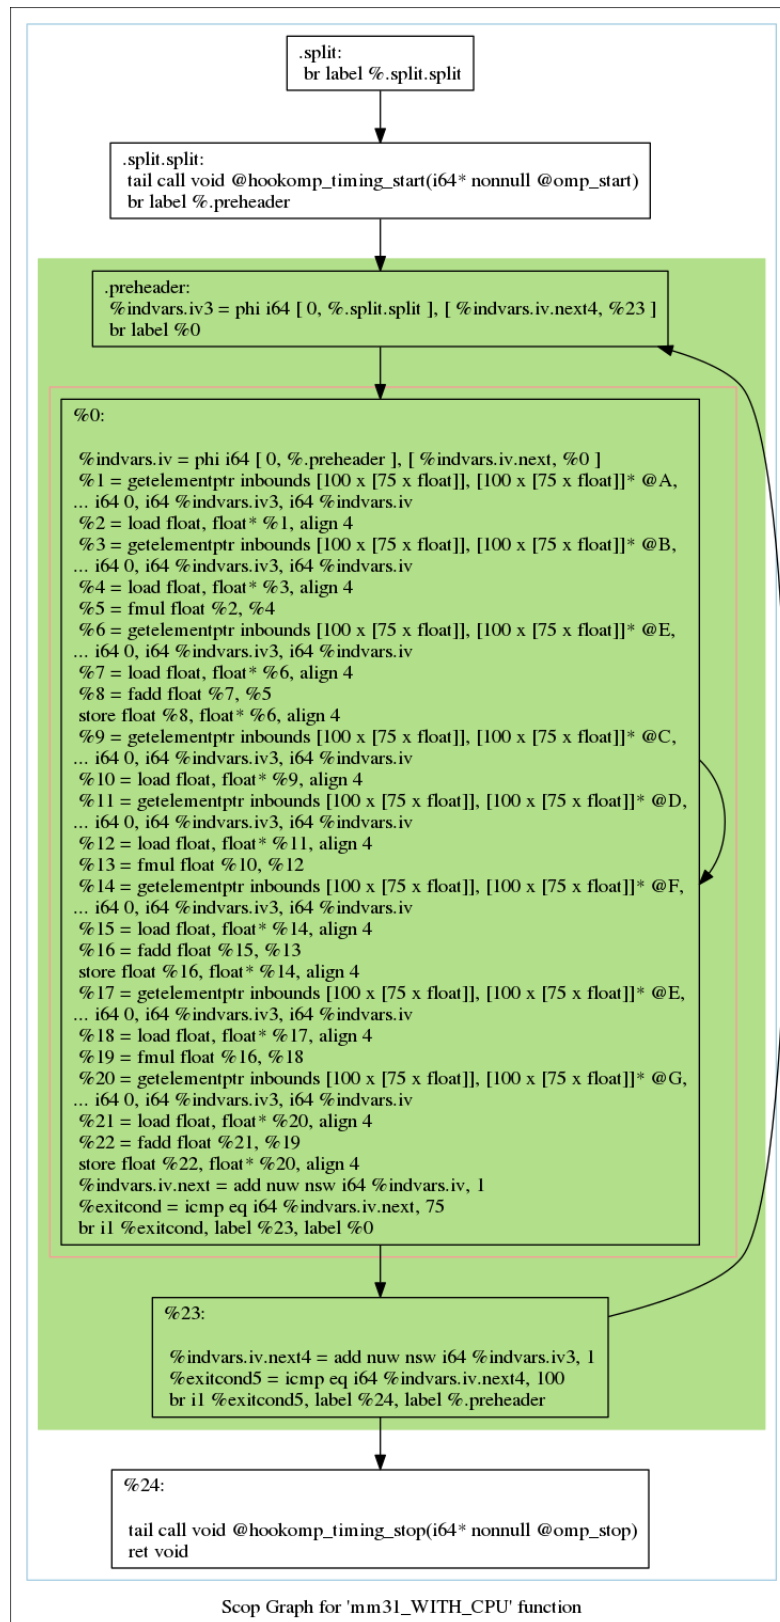 .split:
br label %.split.split
.split.split:
tail call void @hookomp_timing_start(i64* nonnull @omp_start)
br label %.preheader
.preheader:
%indvars.iv3 = phi i64 [ 0, %.split.split ], [ %indvars.iv.next4, %23 ]
br label %0
%0:
%indvars.iv = phi i64 [ 0, %.preheader ], [ %indvars.iv.next, %0 ]
%1 = getelementptr inbounds [100 x [75 x float]], [100 x [75 x float]]* @A,
... i64 0, i64 %indvars.iv3, i64 %indvars.iv
%2 = load float, float* %1, align 4
%3 = getelementptr inbounds [100 x [75 x float]], [100 x [75 x float]]* @B,
... i64 0, i64 %indvars.iv3, i64 %indvars.iv
%4 = load float, float* %3, align 4
%5 = fmul float %2, %4
%6 = getelementptr inbounds [100 x [75 x float]], [100 x [75 x float]]* @E,
... i64 0, i64 %indvars.iv3, i64 %indvars.iv
%7 = load float, float* %6, align 4
%8 = fadd float %7, %5
store float %8, float* %6, align 4
%9 = getelementptr inbounds [100 x [75 x float]], [100 x [75 x float]]* @C,
... i64 0, i64 %indvars.iv3, i64 %indvars.iv
%10 = load float, float* %9, align 4
%11 = getelementptr inbounds [100 x [75 x float]], [100 x [75 x float]]* @D,
... i64 0, i64 %indvars.iv3, i64 %indvars.iv
%12 = load float, float* %11, align 4
%13 = fmul float %10, %12
%14 = getelementptr inbounds [100 x [75 x float]], [100 x [75 x float]]* @F,
... i64 0, i64 %indvars.iv3, i64 %indvars.iv
%15 = load float, float* %14, align 4
%16 = fadd float %15, %13
store float %16, float* %14, align 4
%17 = getelementptr inbounds [100 x [75 x float]], [100 x [75 x float]]* @E,
... i64 0, i64 %indvars.iv3, i64 %indvars.iv
%18 = load float, float* %17, align 4
%19 = fmul float %16, %18
%20 = getelementptr inbounds [100 x [75 x float]], [100 x [75 x float]]* @G,
... i64 0, i64 %indvars.iv3, i64 %indvars.iv
%21 = load float, float* %20, align 4
%22 = fadd float %21, %19
store float %22, float* %20, align 4
%indvars.iv.next = add nuw nsw i64 %indvars.iv, 1
%exitcond = icmp eq i64 %indvars.iv.next, 75
br i1 %exitcond, label %23, label %0
%23:
%indvars.iv.next4 = add nuw nsw i64 %indvars.iv3, 1
%exitcond5 = icmp eq i64 %indvars.iv.next4, 100
br i1 %exitcond5, label %24, label %.preheader
%24:
tail call void @hookomp_timing_stop(i64* nonnull @omp_stop)
ret void
Scop Graph for 'mm31_WITH_CPU' function